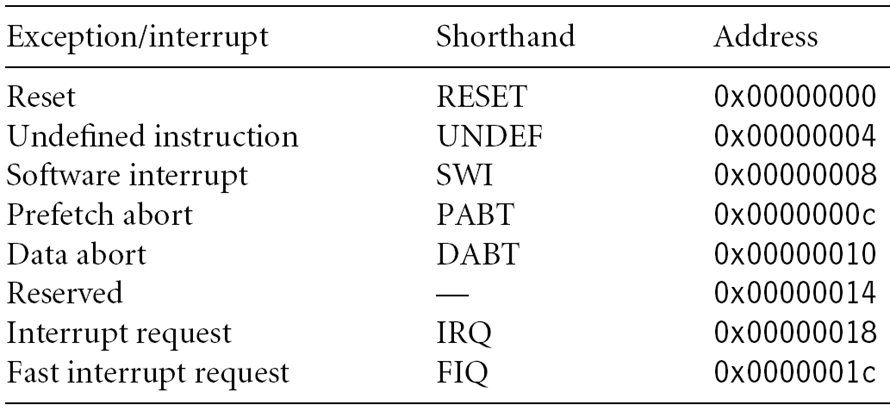 Exception/interrupt Shorthand Address
Reset RESET 0x00000000
Undefined instruction UNDEF 0x00000004
Software interrupt SWI 0x00000008
Prefetch abort PABT 0x0000000c
Data abort DABT 0x00000010
Reserved — 0x00000014
Interrupt request IRQ 0x00000018
Fast interrupt request FIQ 0x0000001c